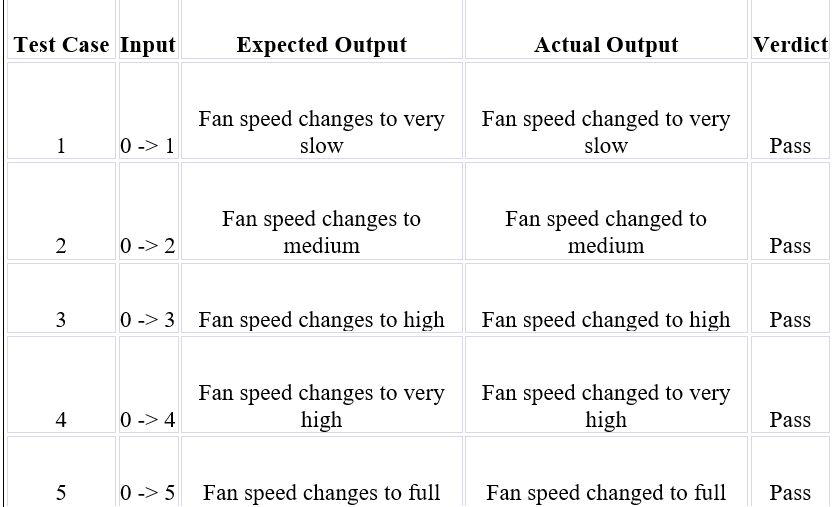 Test Case Input Expected Output Actual Output Verdict
1 0 -> 1 Fan speed changes to very slow Fan speed changed to very slow Pass
2 0 -> 2 Fan speed changes to medium Fan speed changed to medium Pass
3 0 -> 3 Fan speed changes to high Fan speed changed to high Pass
4 0 -> 4 Fan speed changes to very high Fan speed changed to very high Pass
5 0 -> 5 Fan speed changes to full Fan speed changed to full Pass